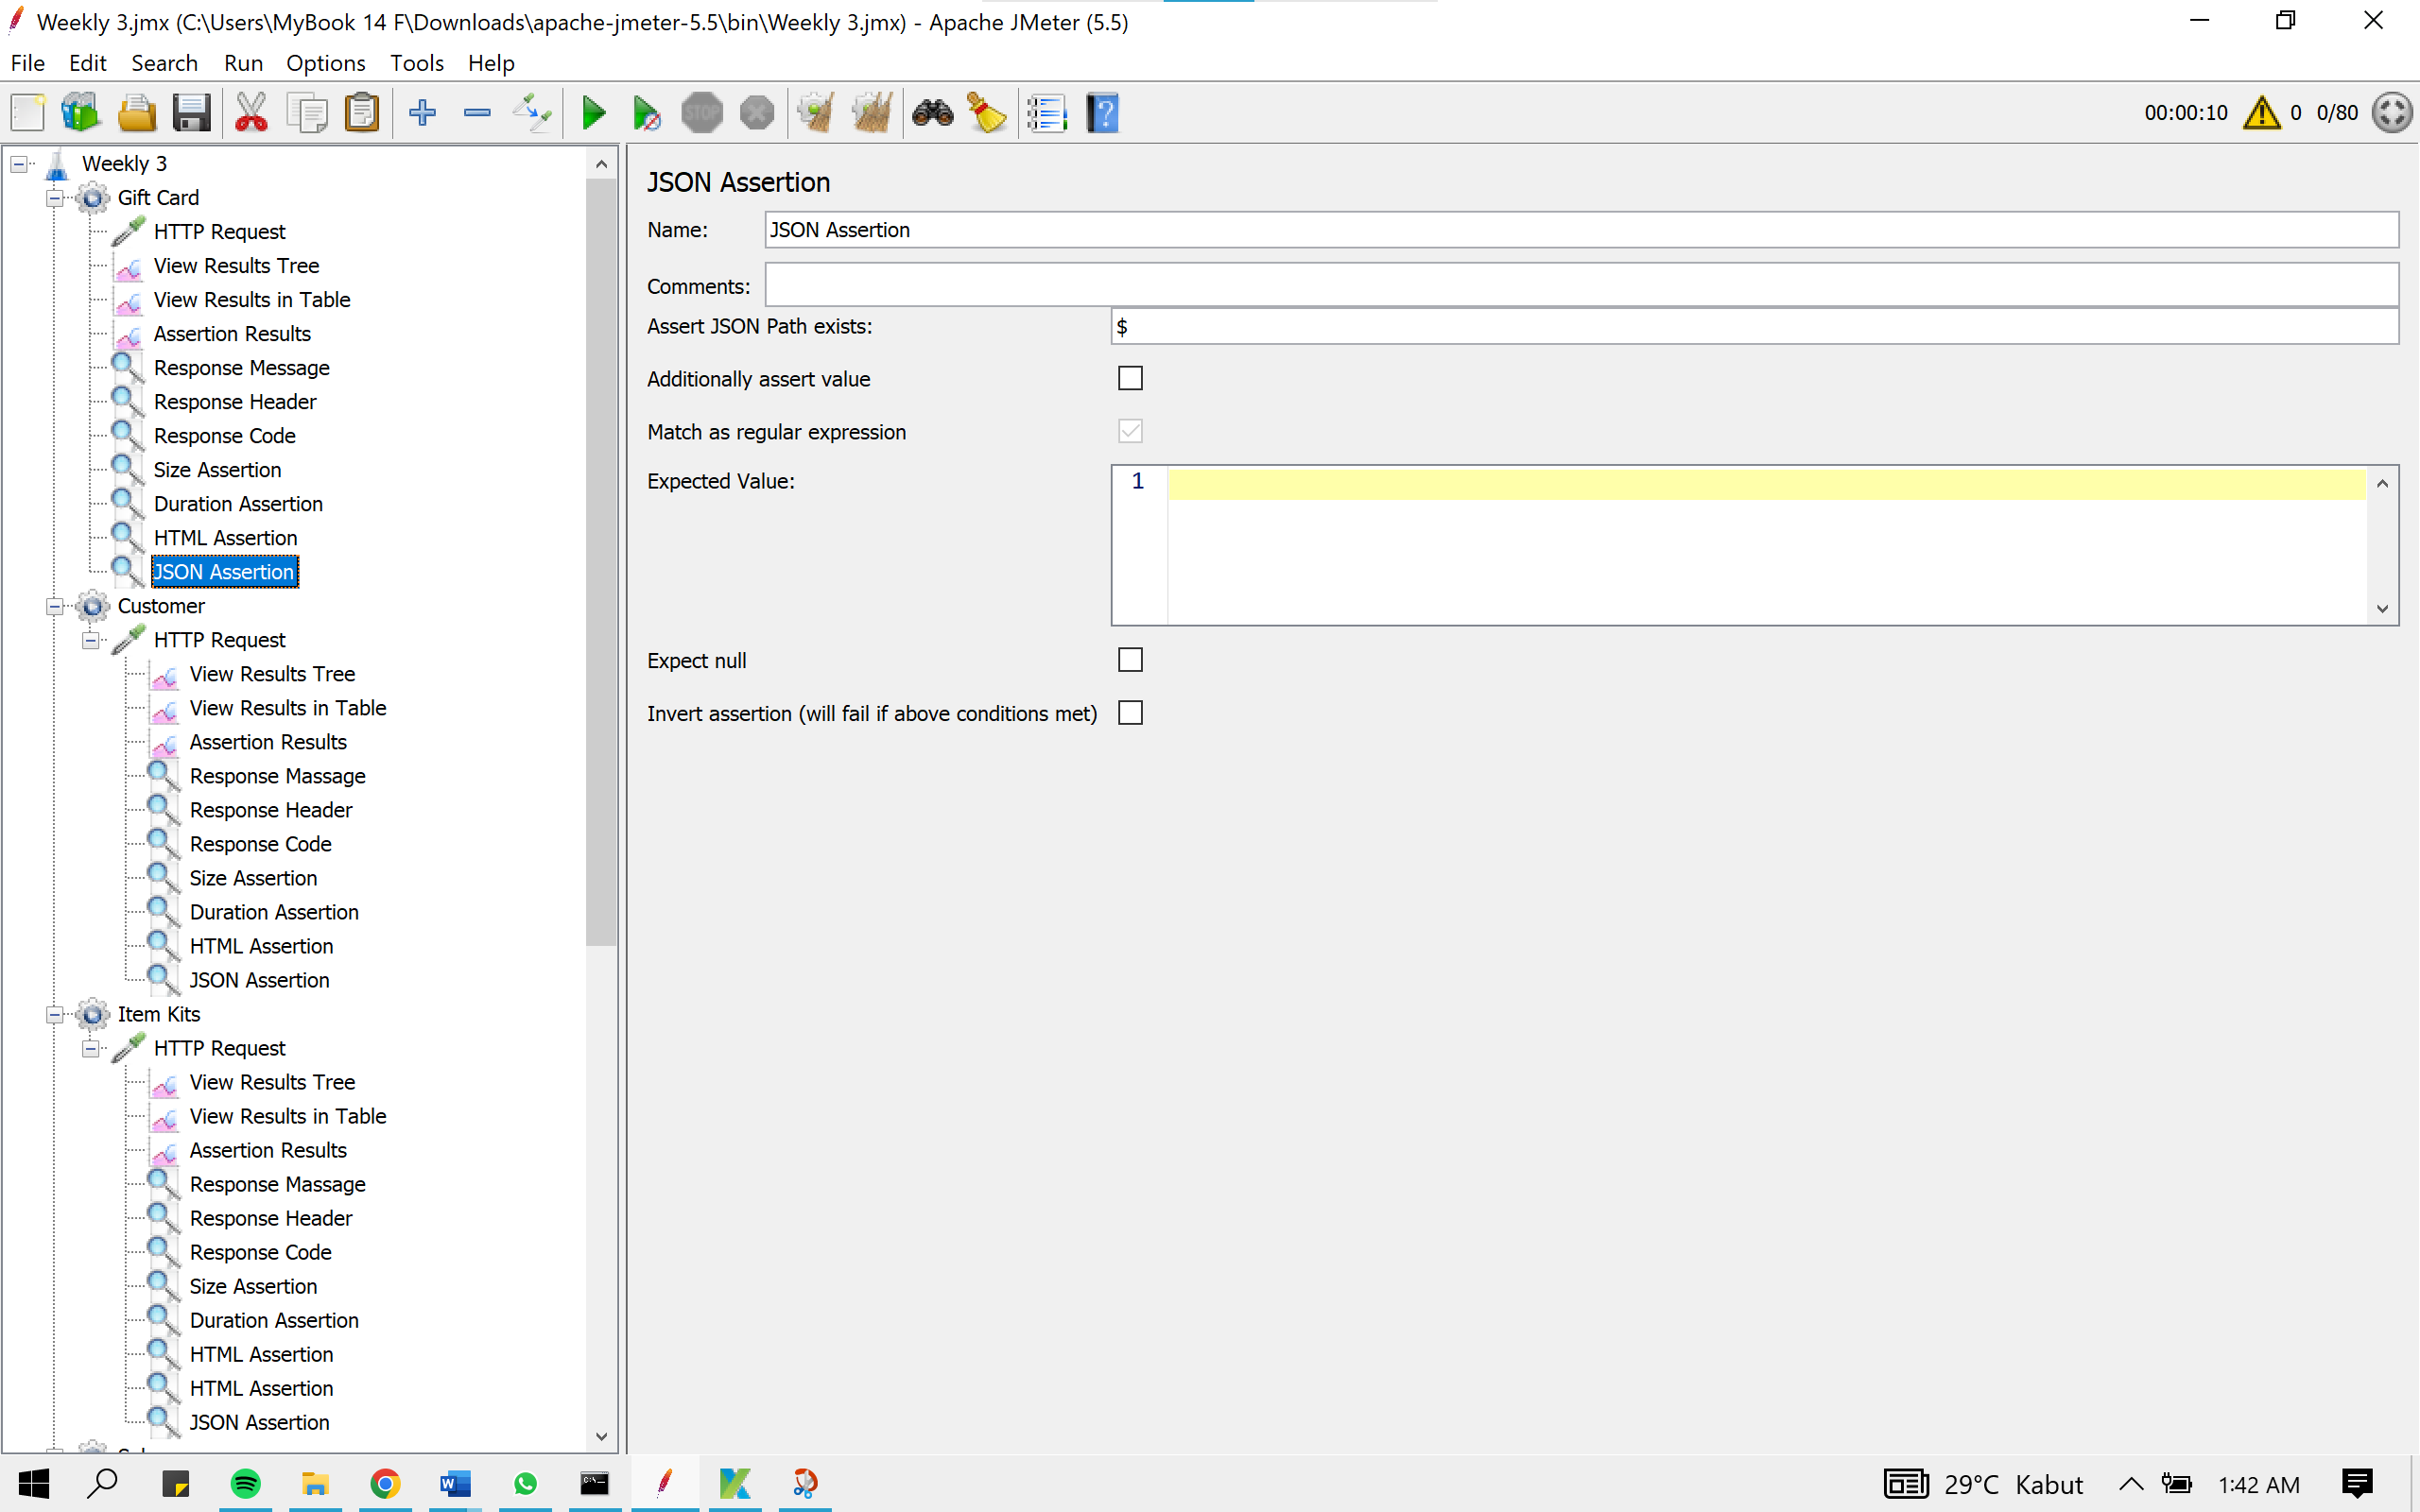 Weekly 3.jmx (C:\Users\MyBook 14 F\Downloads\apache-jmeter-5.5\bin\Weekly 3.jmx) - Apache JMeter (5.5)
File Edit Search Run Options Tools Help
STOP
00:00:10 0 0/80
Weekly 3
Gift Card
HTTP Request
View Results Tree
View Results in Table
Assertion Results
Response Message
Response Header
Response Code
Size Assertion
Duration Assertion
HTML Assertion
JSON Assertion
Customer
HTTP Request
View Results Tree
View Results in Table
Assertion Results
Response Massage
Response Header
Response Code
Size Assertion
Duration Assertion
HTML Assertion
JSON Assertion
Item Kits
HTTP Request
View Results Tree
View Results in Table
Assertion Results
Response Massage
Response Header
Response Code
Size Assertion
Duration Assertion
HTML Assertion
HTML Assertion
JSON Assertion
JSON Assertion
Name: JSON Assertion
Comments:
Assert JSON Path exists: $
Additionally assert value
Match as regular expression
Expected Value: 1
Expect null
Invert assertion (will fail if above conditions met)
29°C Kabut 1:42 AM